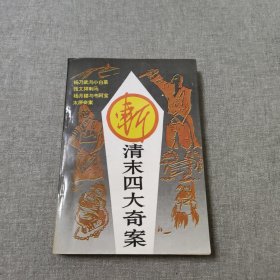 杨乃武与小白菜
张文祥刺马
杨月楼与韦阿宝
太原奇案
斩
清末四大奇案